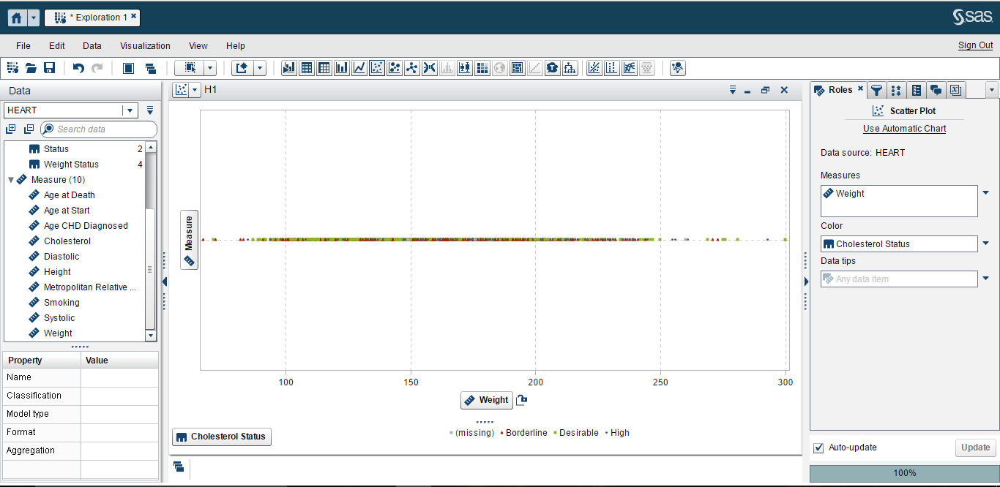 * Exploration 1
sas
File Edit Data Visualization View Help Sign Out
Data
HEART
Search data
Status 2
Weight Status 4
Measure (10)
Age at Death
Age at Start
Age CHD Diagnosed
Cholesterol
Diastolic
Height
Metropolitan Relative ...
Smoking
Systolic
Weight
Property Value
Name
Classification
Model type
Format
Aggregation
H1
Measure
100 150 200 250 300
Weight
Cholesterol Status
(missing) Borderline Desirable High
Roles
Scatter Plot
Use Automatic Chart
Data source: HEART
Measures
Weight
Color
Cholesterol Status
Data tips
Any data item
Auto-update
Update
100%